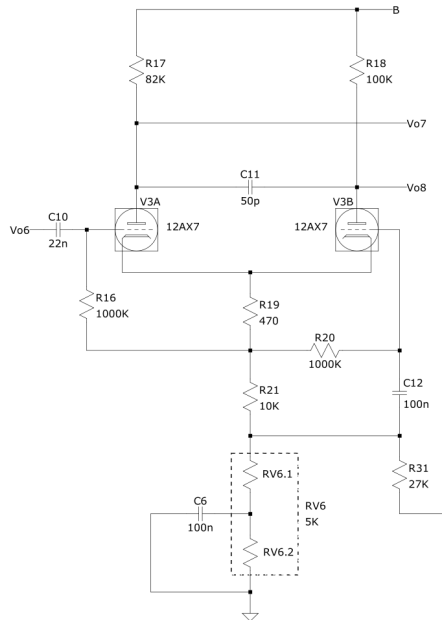 B
R17
82K
R18
100K
Vo7
C11
50p
Vo8
V3A
V3B
C10
Vo6
22n
12AX7
12AX7
R16
1000K
R19
470
R20
1000K
C12
100n
R21
10K
R31
27K
RV6.1
C6
100n
RV6
5K
RV6.2